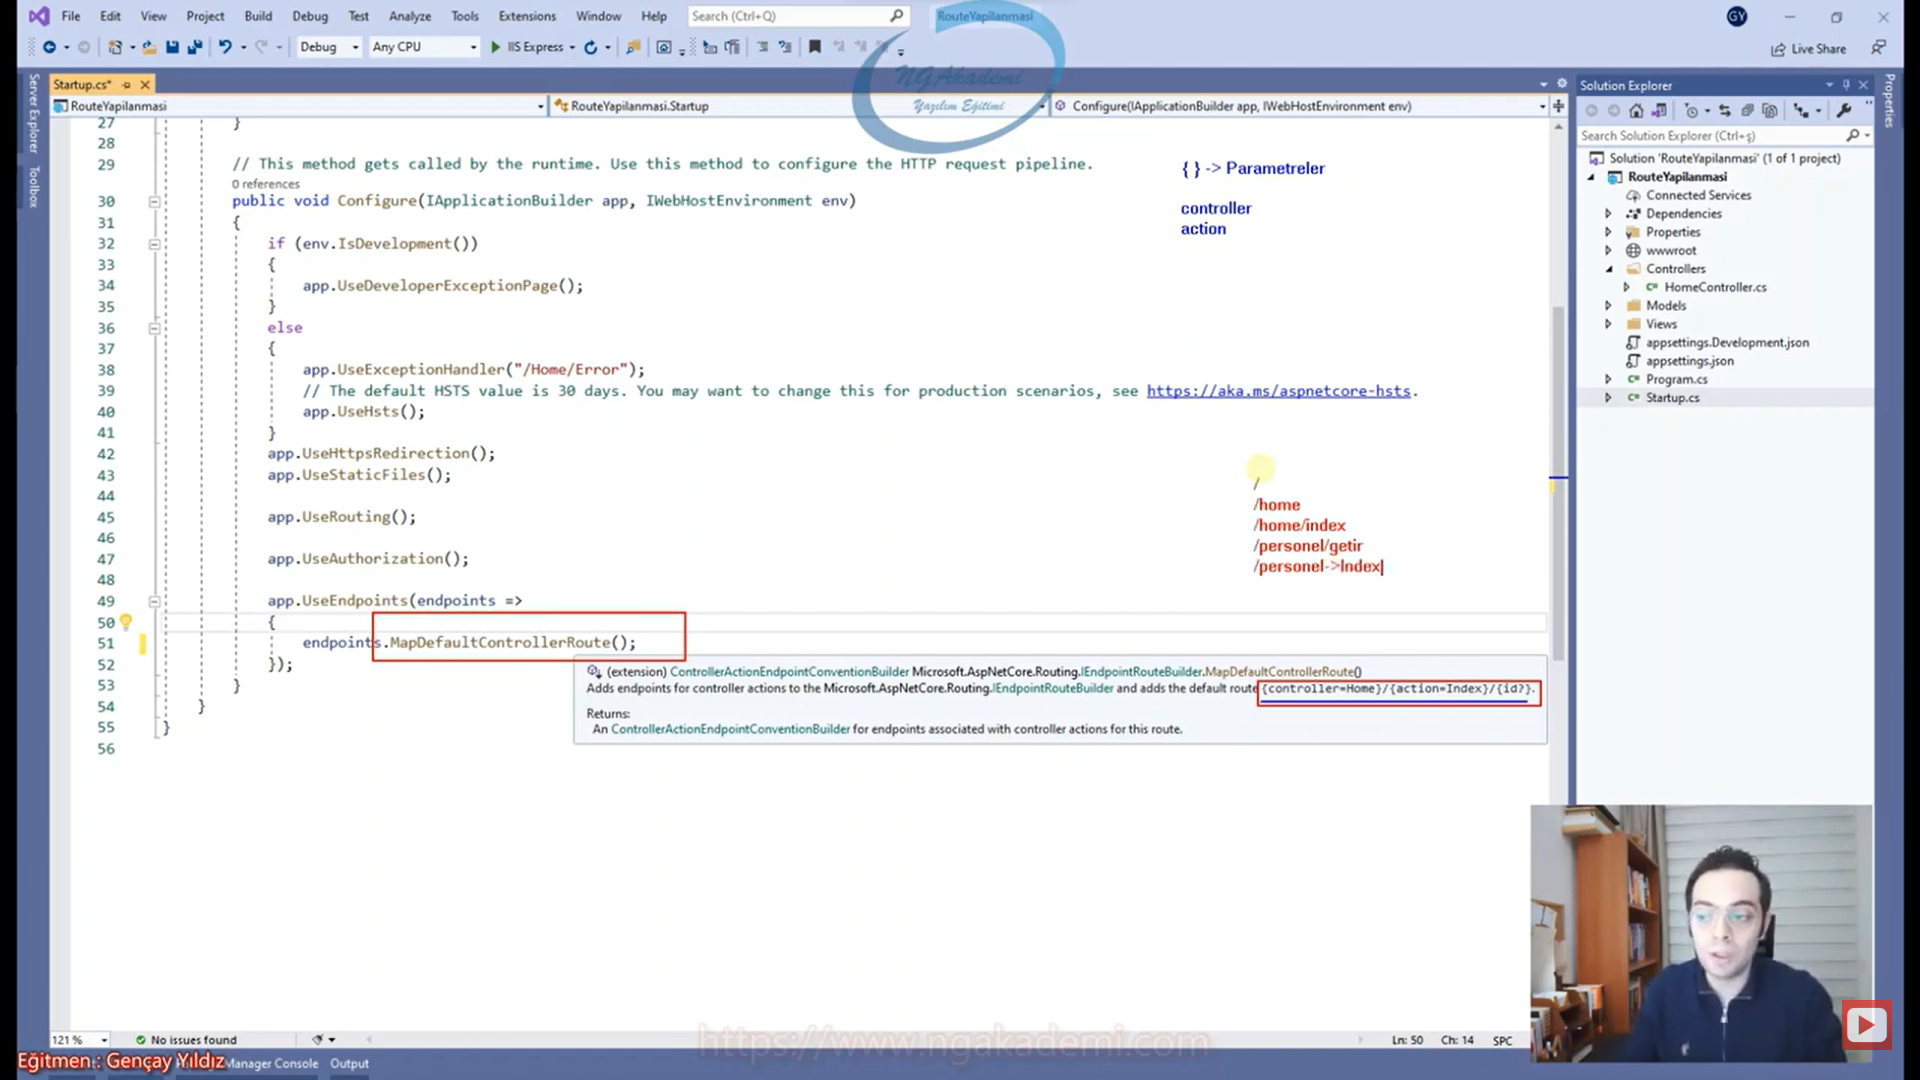 File Edit View Project Build Debug Test Analyze Tools Extensions Window Help Search (Ctrl+Q) RouteYapilanmasi GY
Debug Any CPU IIS Express Live Share
NGAkademi
Yazılım Eğitimi
Server Explorer
Toolbox
Startup.cs*
RouteYapilanmasi RouteYapilanmasi.Startup Configure(IApplicationBuilder app, IWebHostEnvironment env)
27 }
28
29 // This method gets called by the runtime. Use this method to configure the HTTP request pipeline.
0 references
30 public void Configure(IApplicationBuilder app, IWebHostEnvironment env)
31 {
32 if (env.IsDevelopment())
33 {
34 app.UseDeveloperExceptionPage();
35 }
36 else
37 {
38 app.UseExceptionHandler("/Home/Error");
39 // The default HSTS value is 30 days. You may want to change this for production scenarios, see https://aka.ms/aspnetcore-hsts.
40 app.UseHsts();
41 }
42 app.UseHttpsRedirection();
43 app.UseStaticFiles();
44
45 app.UseRouting();
46
47 app.UseAuthorization();
48
49 app.UseEndpoints(endpoints =>
50 {
51 endpoints.MapDefaultControllerRoute();
52 });
53 }
54 }
55 }
56
{ } -> Parametreler
controller
action
/
/home
/home/index
/personel/getir
/personel->Index
(extension) ControllerActionEndpointConventionBuilder Microsoft.AspNetCore.Routing.IEndpointRouteBuilder.MapDefaultControllerRoute()
Adds endpoints for controller actions to the Microsoft.AspNetCore.Routing.IEndpointRouteBuilder and adds the default route {controller=Home}/{action=Index}/{id?}.
Returns:
An ControllerActionEndpointConventionBuilder for endpoints associated with controller actions for this route.
Solution Explorer
Search Solution Explorer (Ctrl+ş)
Solution 'RouteYapilanmasi' (1 of 1 project)
RouteYapilanmasi
Connected Services
Dependencies
Properties
wwwroot
Controllers
C# HomeController.cs
Models
Views
appsettings.Development.json
appsettings.json
C# Program.cs
C# Startup.cs
Properties
121 % No issues found Ln: 50 Ch: 14 SPC
https://www.ngakademi.com
Eğitmen : Gençay Yıldız Manager Console Output